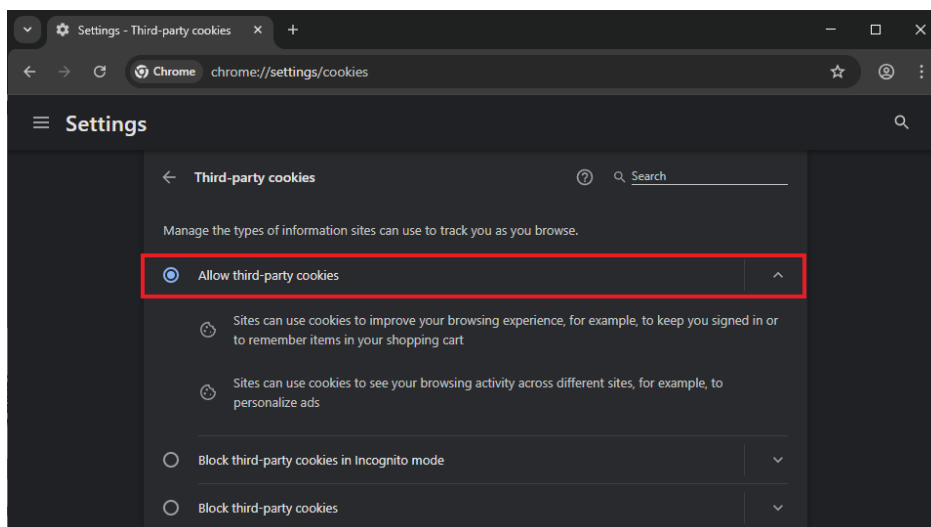 Settings - Third-party cookies
Chrome chrome://settings/cookies
Settings
Third-party cookies Search
Manage the types of information sites can use to track you as you browse.
Allow third-party cookies
Sites can use cookies to improve your browsing experience, for example, to keep you signed in or
to remember items in your shopping cart
Sites can use cookies to see your browsing activity across different sites, for example, to
personalize ads
Block third-party cookies in Incognito mode
Block third-party cookies